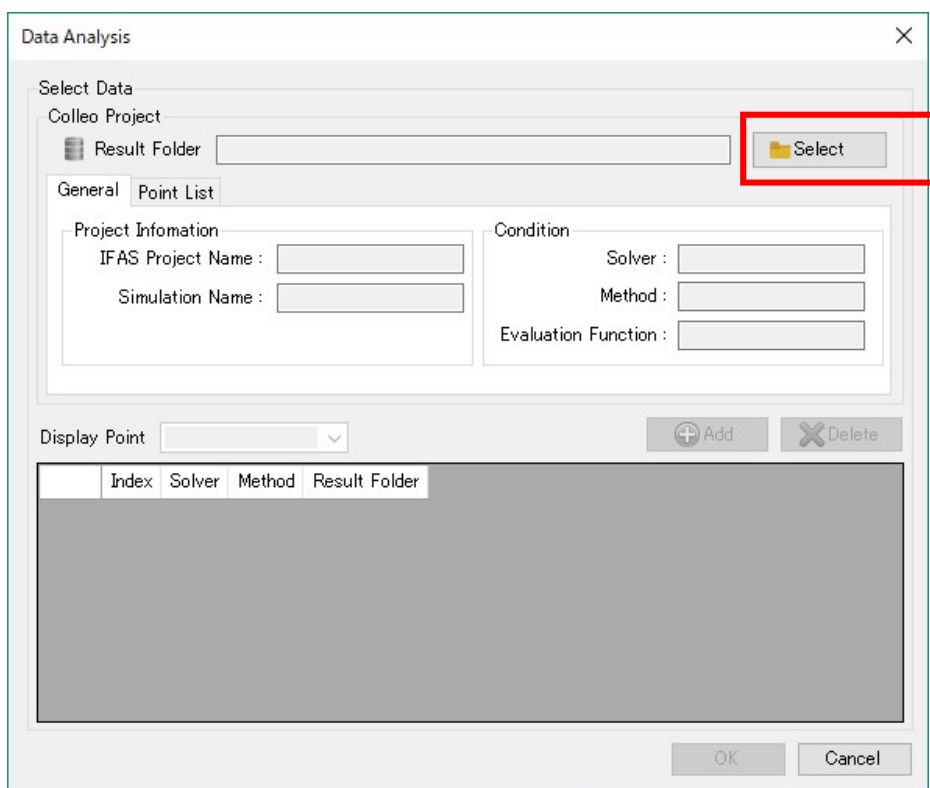 Data Analysis
Select Data
Colleo Project
Result Folder Select
General Point List
Project Infomation Condition
IFAS Project Name : Solver :
Simulation Name : Method :
Evaluation Function :
Display Point Add Delete
Index Solver Method Result Folder
OK Cancel